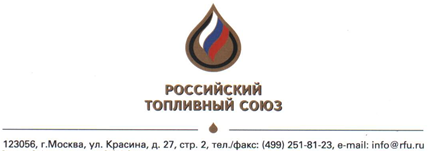 РОССИЙСКИЙ
ТОПЛИВНЫЙ СОЮЗ
123056, г.Москва, ул. Красина, д. 27, стр. 2, тел./факс: (499) 251-81-23, e-mail: info@rfu.ru